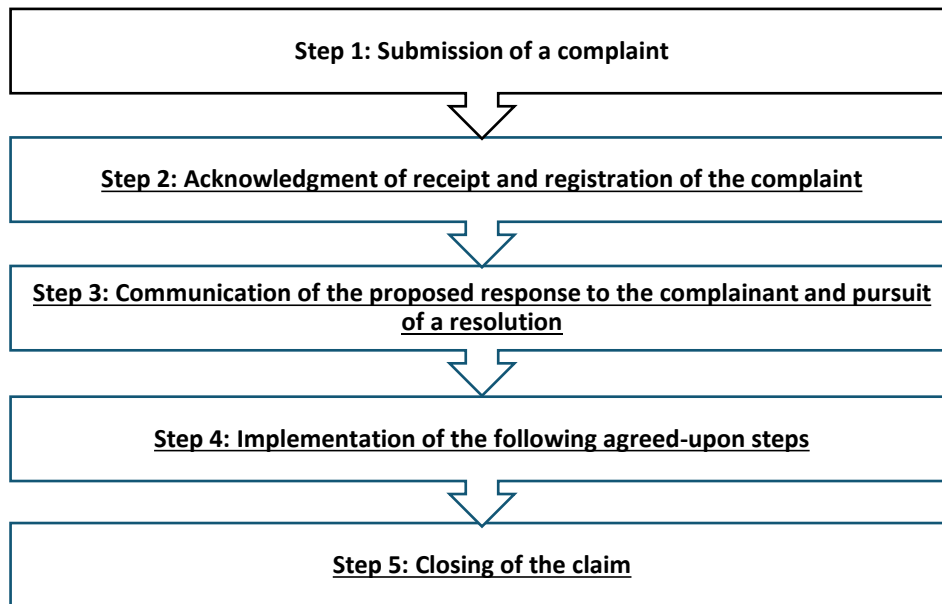 Step 1: Submission of a complaint
Step 2: Acknowledgment of receipt and registration of the complaint
Step 3: Communication of the proposed response to the complainant and pursuit
of a resolution
Step 4: Implementation of the following agreed-upon steps
Step 5: Closing of the claim